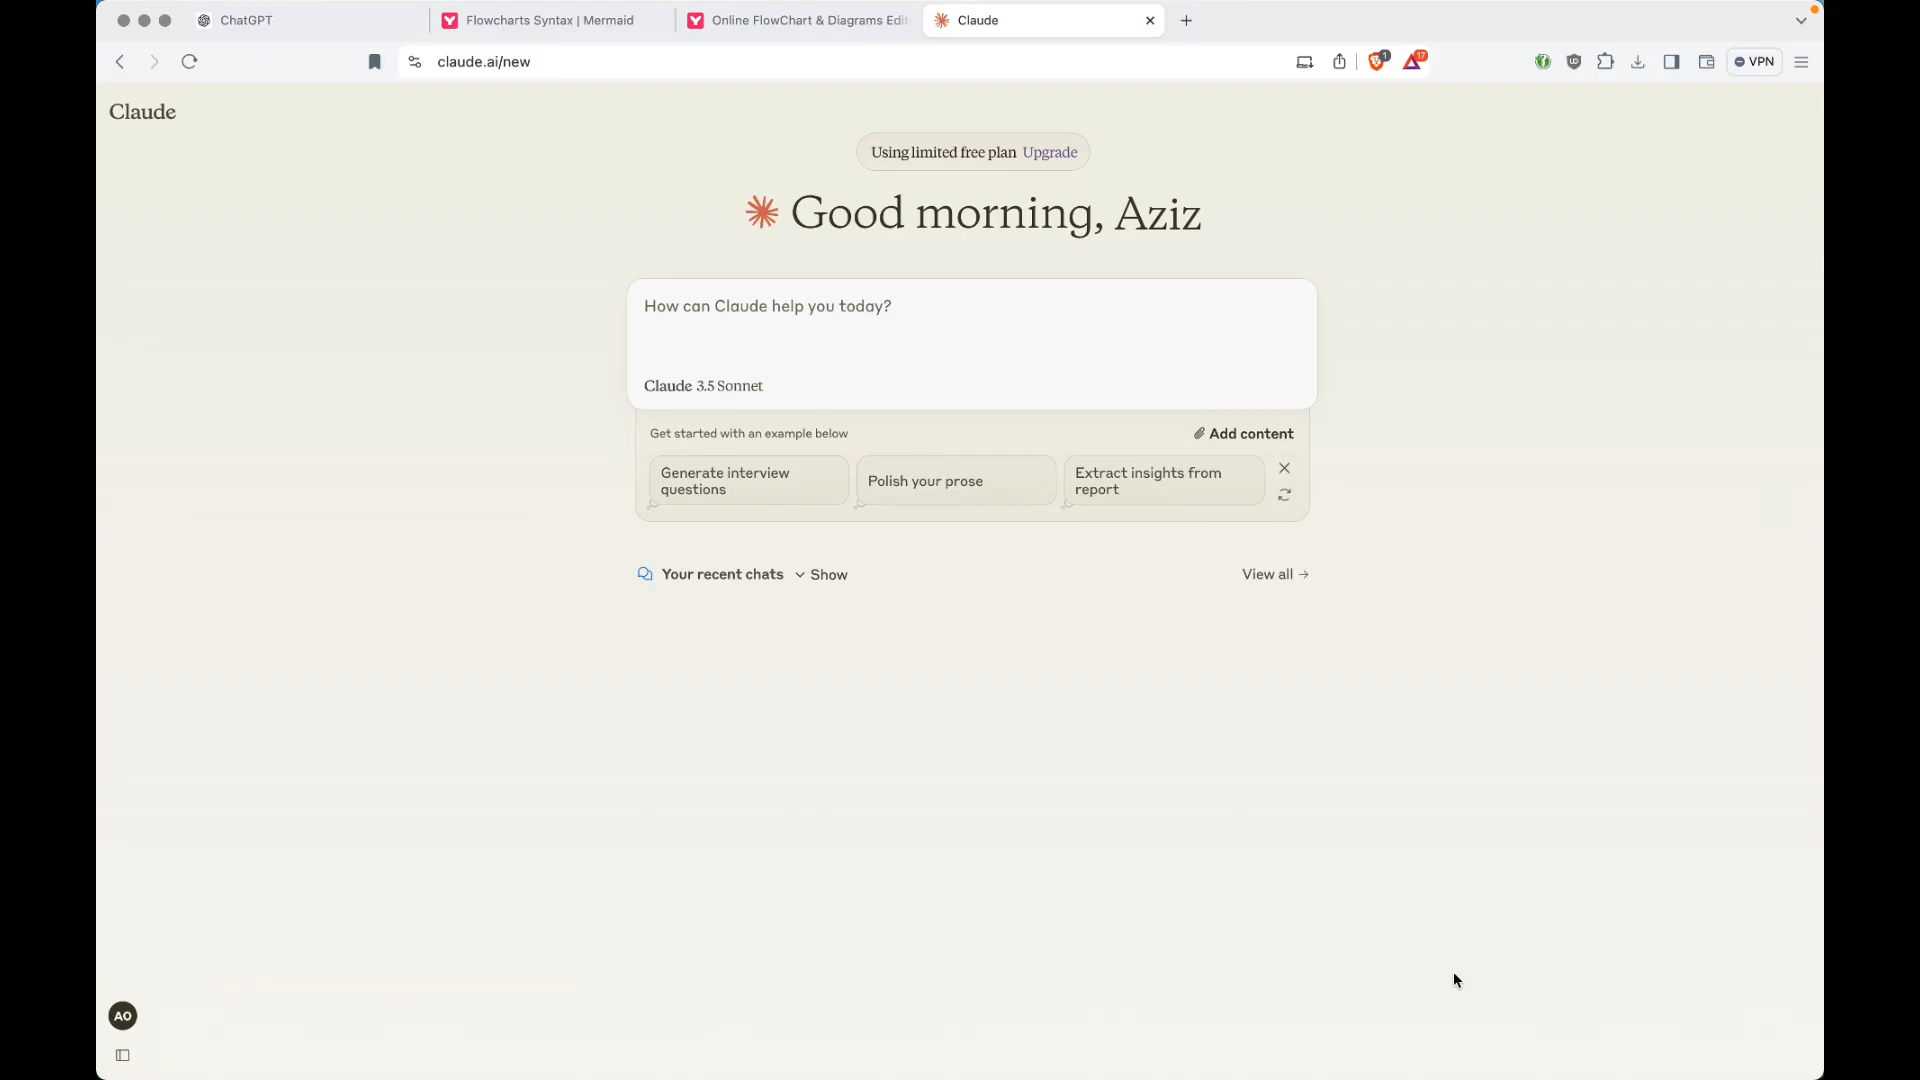 ChatGPT
Flowcharts Syntax | Mermaid
Online FlowChart & Diagrams Edit
Claude
claude.ai/new
1
17
VPN
Claude
Using limited free plan Upgrade
Good morning, Aziz
How can Claude help you today?
Claude 3.5 Sonnet
Get started with an example below
Add content
Generate interview
questions
Polish your prose
Extract insights from
report
Your recent chats
Show
View all →
AO